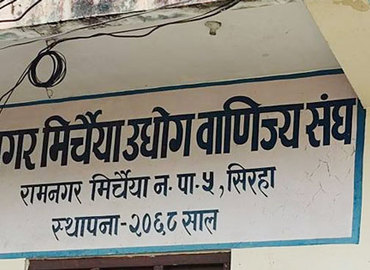 गर मिर्चैया उधोग वाणिज्य संघ
रामनगर मिर्चैया न. पा. ५, सिरहा
स्थापना-२०६८ साल